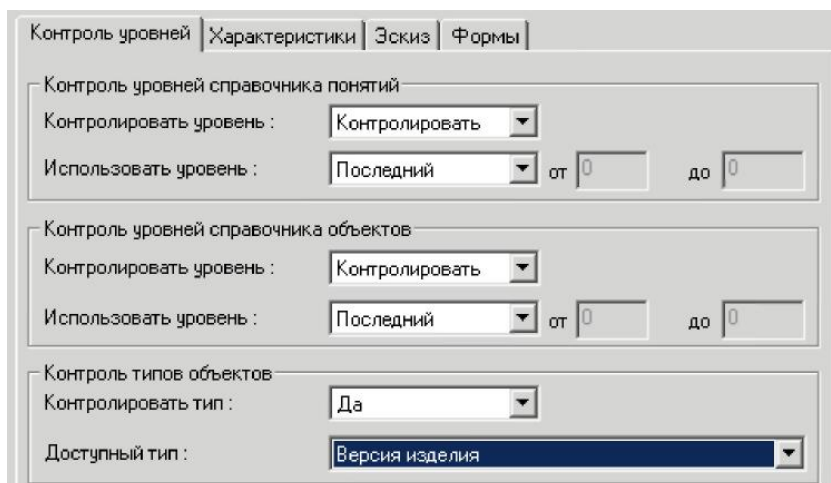 Контроль уровней Характеристики Эскиз Формы
Контроль уровней справочника понятий
Контролировать уровень : Контролировать
Использовать уровень : Последний от 0 до 0
Контроль уровней справочника объектов
Контролировать уровень : Контролировать
Использовать уровень : Последний от 0 до 0
Контроль типов объектов
Контролировать тип : Да
Доступный тип : Версия изделия